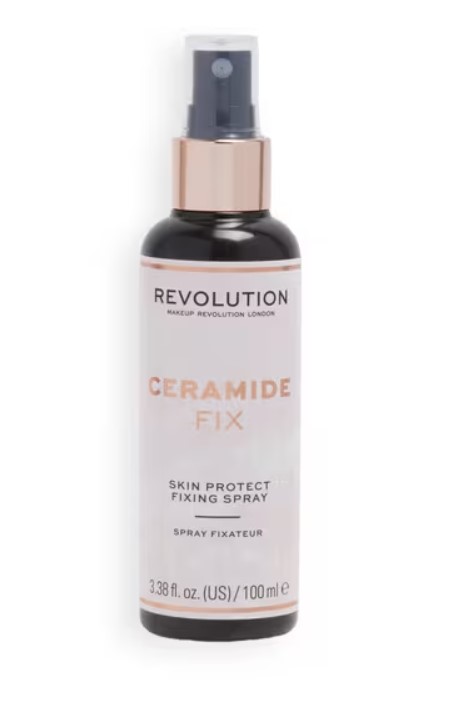 REVOLUTION
MAKEUP REVOLUTION LONDON
CERAMIDE
FIX
SKIN PROTECT
FIXING SPRAY
SPRAY FIXATEUR
3.38 fl. oz. (US) / 100 ml ℮